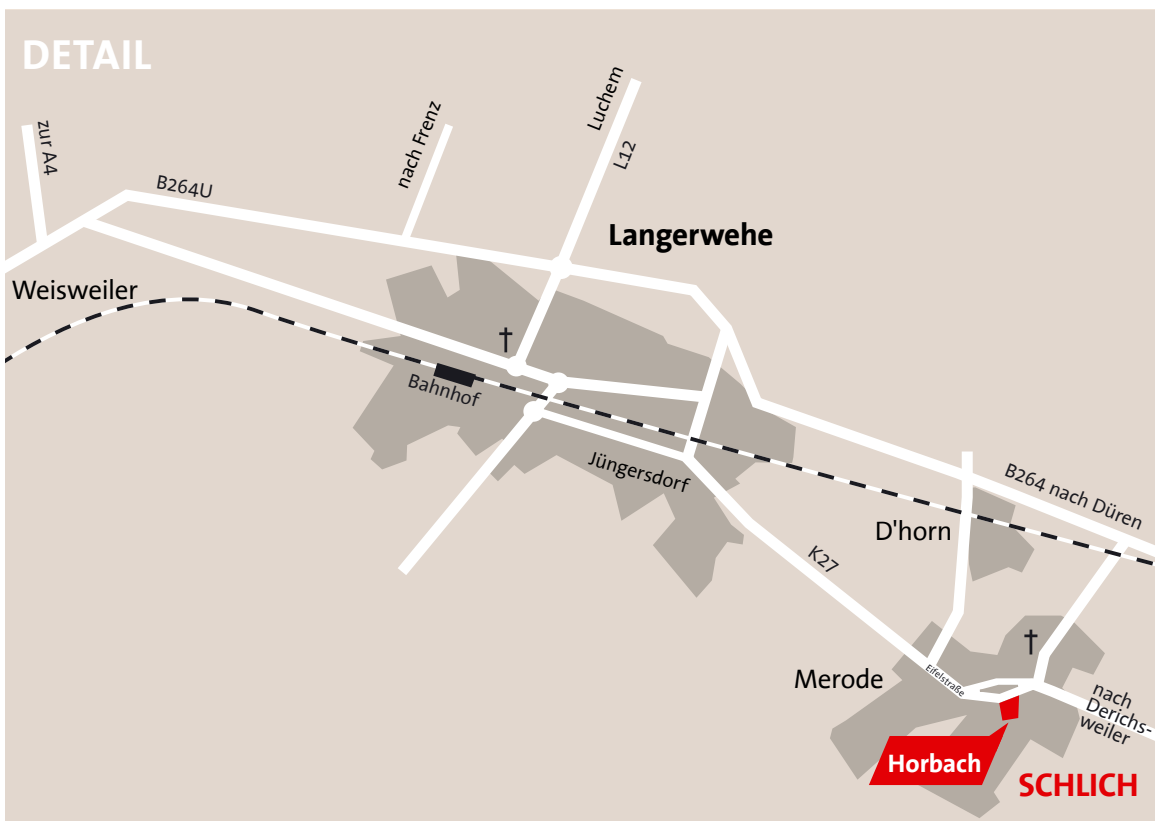 DETAIL
zur A4
nach Frenz
Luchem
L12
B264U
Langerwehe
Weisweiler
Bahnhof
Jüngersdorf
B264 nach Düren
D'horn
K27
Merode
Eifelstraße
nach
Derichs-
weiler
Horbach
SCHLICH